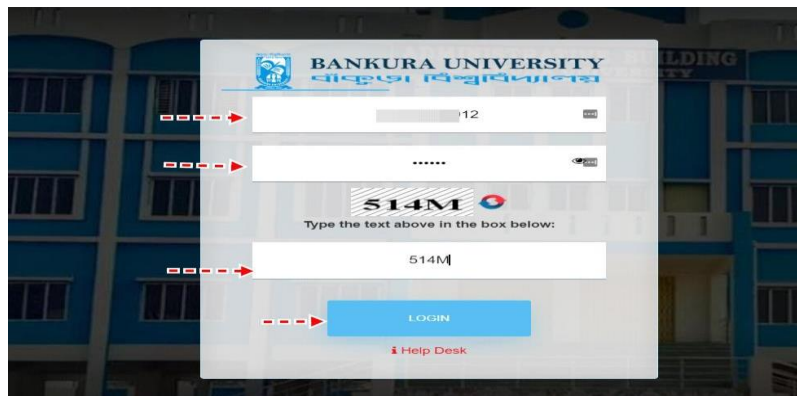 BANKURA UNIVERSITY
বাঁকুড়া বিশ্ববিদ্যালয়
12
••••••
514M
Type the text above in the box below:
514M
LOGIN
i Help Desk